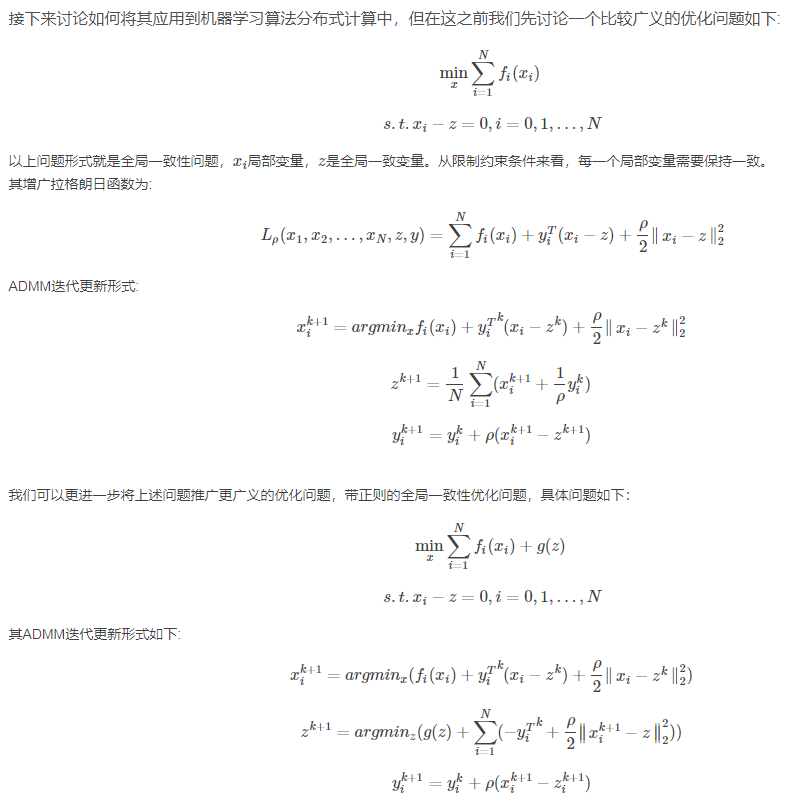 接下来讨论如何将其应用到机器学习算法分布式计算中，但在这之前我们先讨论一个比较广义的优化问题如下:
$\min_{x} \sum_{i=1}^{N} f_i(x_i)$
$s.t. x_i - z = 0, i = 0, 1, \ldots, N$
以上问题形式就是全局一致性问题，$x_i$局部变量，$z$是全局一致变量。从限制约束条件来看，每一个局部变量需要保持一致。
其增广拉格朗日函数为:
$L_\rho(x_1, x_2, \ldots, x_N, z, y) = \sum_{i=1}^{N} f_i(x_i) + y_i^T(x_i - z) + \frac{\rho}{2} \| x_i - z \|_2^2$
ADMM迭代更新形式:
$x_i^{k+1} = argmin_x f_i(x_i) + {y_i^T}^k(x_i - z^k) + \frac{\rho}{2} \| x_i - z^k \|_2^2$
$z^{k+1} = \frac{1}{N} \sum_{i=1}^{N} (x_i^{k+1} + \frac{1}{\rho} y_i^k)$
$y_i^{k+1} = y_i^k + \rho(x_i^{k+1} - z^{k+1})$
我们可以更进一步将上述问题推广更广义的优化问题，带正则的全局一致性优化问题，具体问题如下：
$\min_{x} \sum_{i=1}^{N} f_i(x_i) + g(z)$
$s.t. x_i - z = 0, i = 0, 1, \ldots, N$
其ADMM迭代更新形式如下:
$x_i^{k+1} = argmin_x(f_i(x_i) + {y_i^T}^k(x_i - z^k) + \frac{\rho}{2} \| x_i - z^k \|_2^2)$
$z^{k+1} = argmin_z(g(z) + \sum_{i=1}^{N} (-{y_i^T}^k + \frac{\rho}{2} \| x_i^{k+1} - z \|_2^2))$
$y_i^{k+1} = y_i^k + \rho(x_i^{k+1} - z_i^{k+1})$